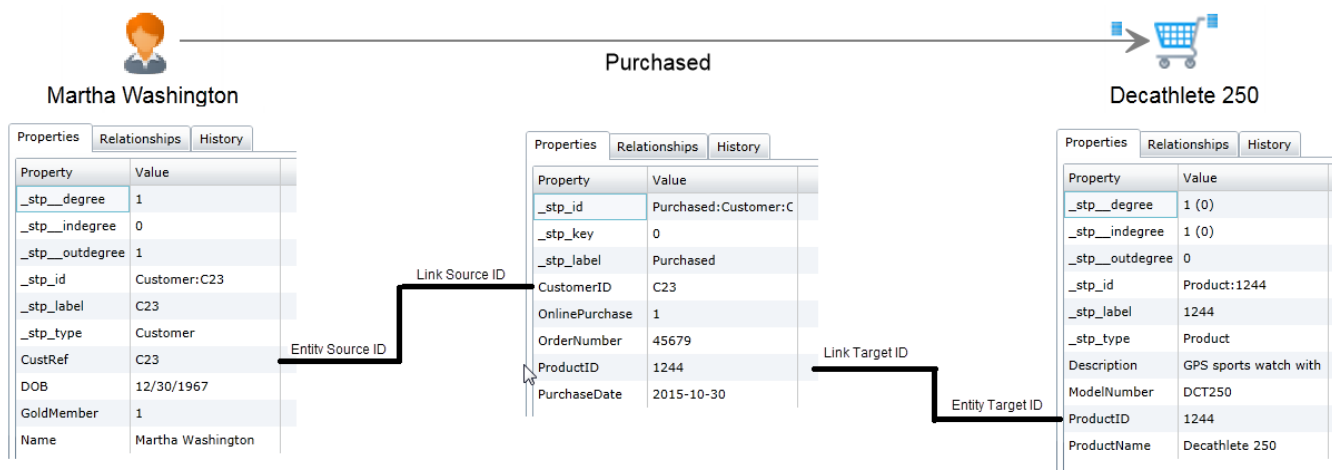 Purchased
Martha Washington
Decathlete 250
Properties Relationships History
Property Value
_stp__degree 1
_stp__indegree 0
_stp__outdegree 1
_stp_id Customer:C23
_stp_label C23
_stp_type Customer
CustRef C23
DOB 12/30/1967
GoldMember 1
Name Martha Washington
Entity Source ID
Link Source ID
Properties Relationships History
Property Value
_stp_id Purchased:Customer:C
_stp_key 0
_stp_label Purchased
CustomerID C23
OnlinePurchase 1
OrderNumber 45679
ProductID 1244
PurchaseDate 2015-10-30
Link Target ID
Entity Target ID
Properties Relationships History
Property Value
_stp__degree 1 (0)
_stp__indegree 1 (0)
_stp__outdegree 0
_stp_id Product:1244
_stp_label 1244
_stp_type Product
Description GPS sports watch with
ModelNumber DCT250
ProductID 1244
ProductName Decathlete 250